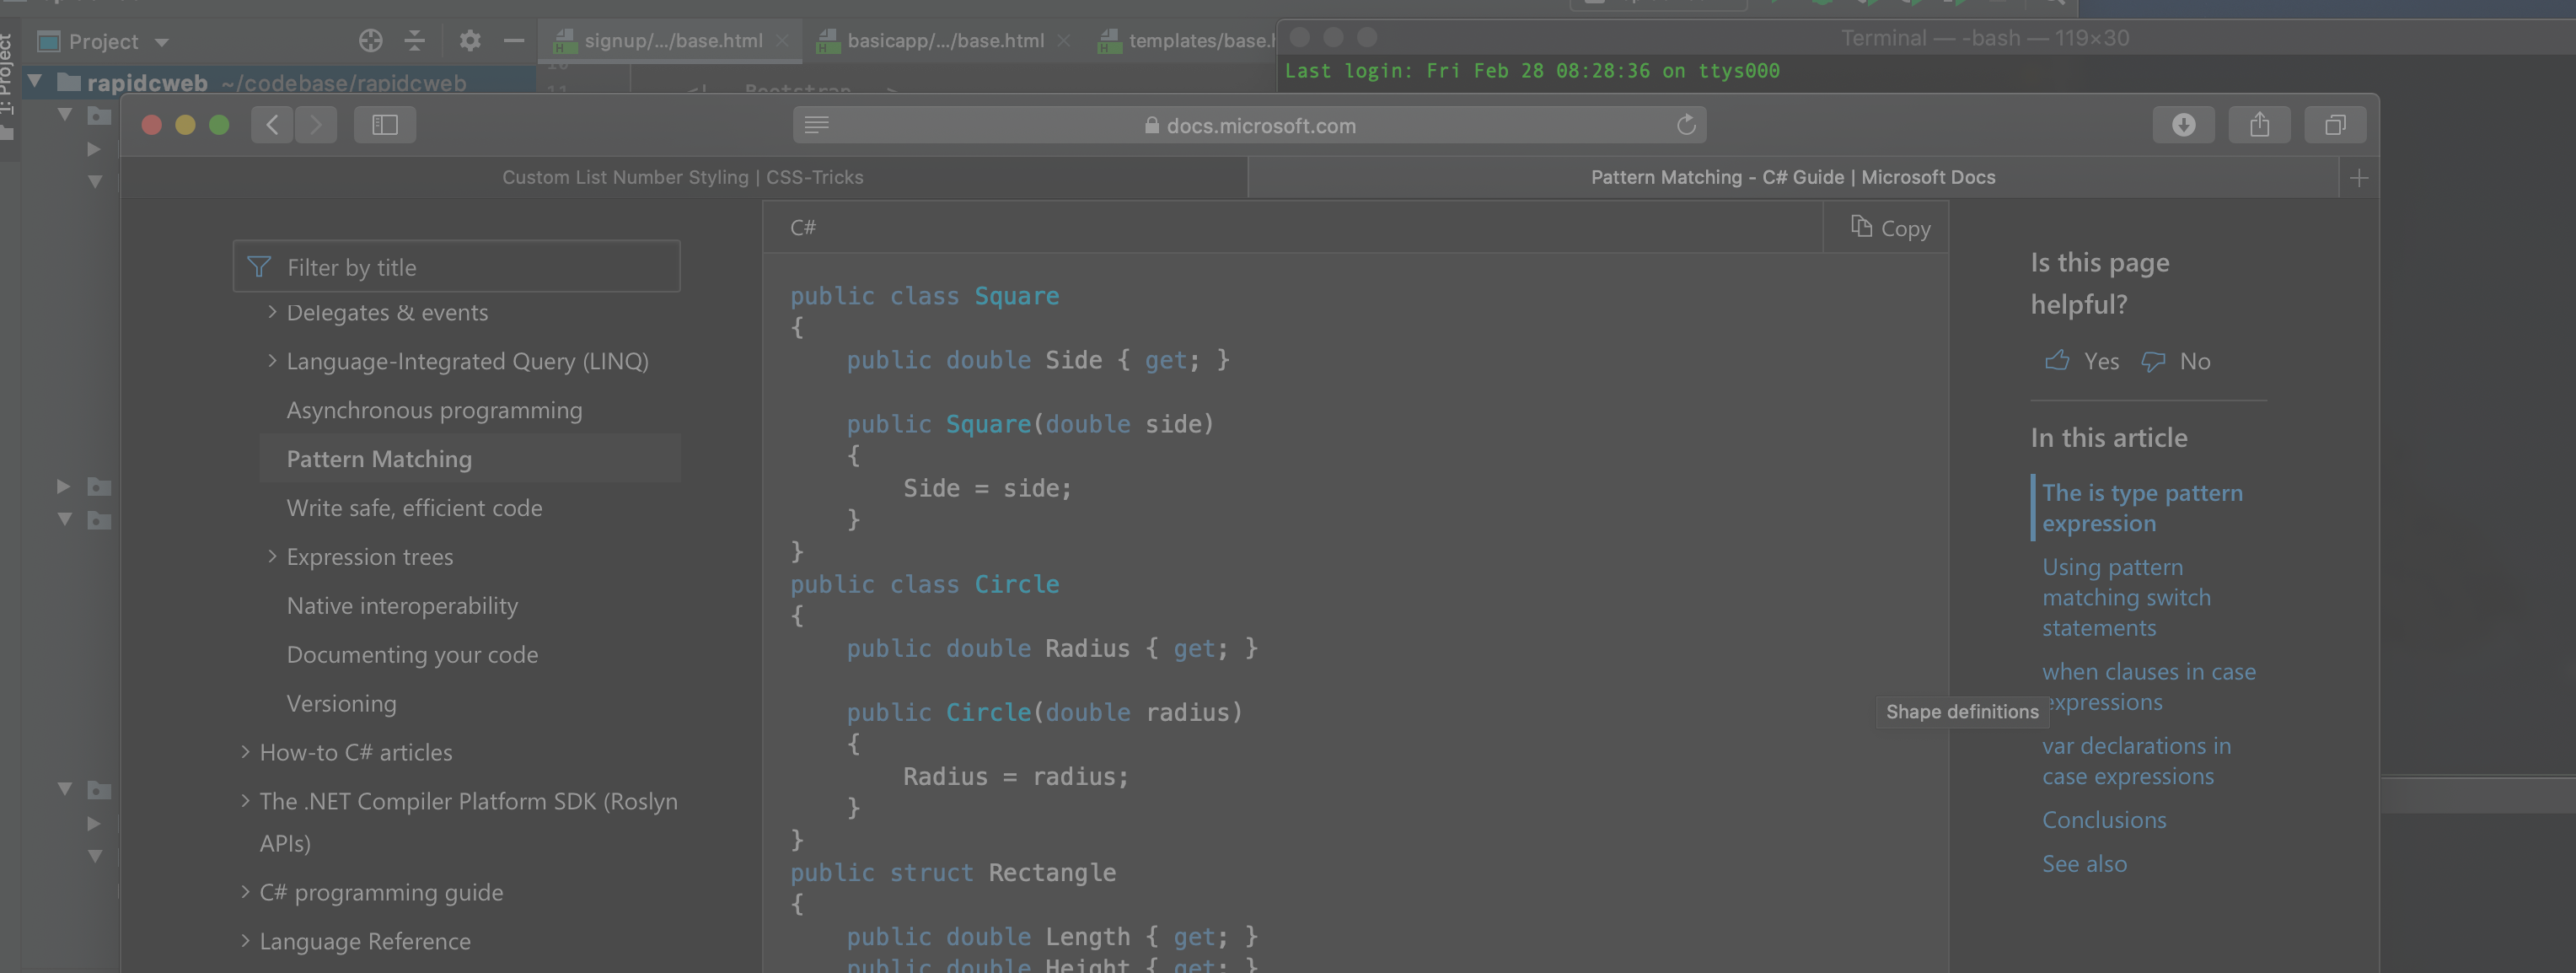 Project
signup/.../base.html
basicapp/.../base.html
templates/base.h
Terminal — -bash — 119×30
1: Project
rapidcweb ~/codebase/rapidcweb
11
<!-- Bootstrap -->
Last login: Fri Feb 28 08:28:36 on ttys000
docs.microsoft.com
Custom List Number Styling | CSS-Tricks
Pattern Matching - C# Guide | Microsoft Docs
Filter by title
Delegates & events
Language-Integrated Query (LINQ)
Asynchronous programming
Pattern Matching
Write safe, efficient code
Expression trees
Native interoperability
Documenting your code
Versioning
How-to C# articles
The .NET Compiler Platform SDK (Roslyn
APIs)
C# programming guide
Language Reference
C#
Copy
public class Square
{
    public double Side { get; }
    public Square(double side)
    {
        Side = side;
    }
}
public class Circle
{
    public double Radius { get; }
    public Circle(double radius)
    {
        Radius = radius;
    }
}
public struct Rectangle
{
    public double Length { get; }
    public double Height { get; }
Is this page
helpful?
Yes
No
In this article
The is type pattern
expression
Using pattern
matching switch
statements
when clauses in case
expressions
Shape definitions
var declarations in
case expressions
Conclusions
See also